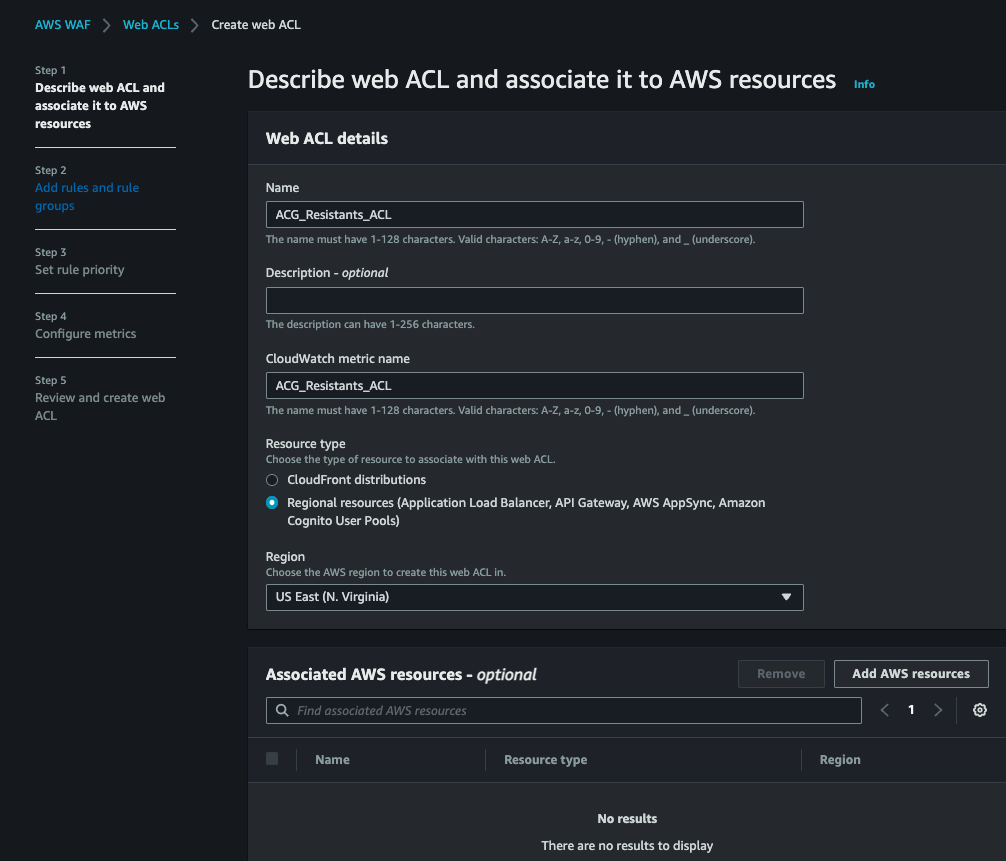 AWS WAF > Web ACLs > Create web ACL
Step 1
Describe web ACL and
associate it to AWS
resources
Step 2
Add rules and rule
groups
Step 3
Set rule priority
Step 4
Configure metrics
Step 5
Review and create web
ACL
Describe web ACL and associate it to AWS resources Info
Web ACL details
Name
ACG_Resistants_ACL
The name must have 1-128 characters. Valid characters: A-Z, a-z, 0-9, - (hyphen), and _ (underscore).
Description - optional
The description can have 1-256 characters.
CloudWatch metric name
ACG_Resistants_ACL
The name must have 1-128 characters. Valid characters: A-Z, a-z, 0-9, - (hyphen), and _ (underscore).
Resource type
Choose the type of resource to associate with this web ACL.
CloudFront distributions
Regional resources (Application Load Balancer, API Gateway, AWS AppSync, Amazon
Cognito User Pools)
Region
Choose the AWS region to create this web ACL in.
US East (N. Virginia)
Associated AWS resources - optional Remove Add AWS resources
Find associated AWS resources < 1 >
Name Resource type Region
No results
There are no results to display